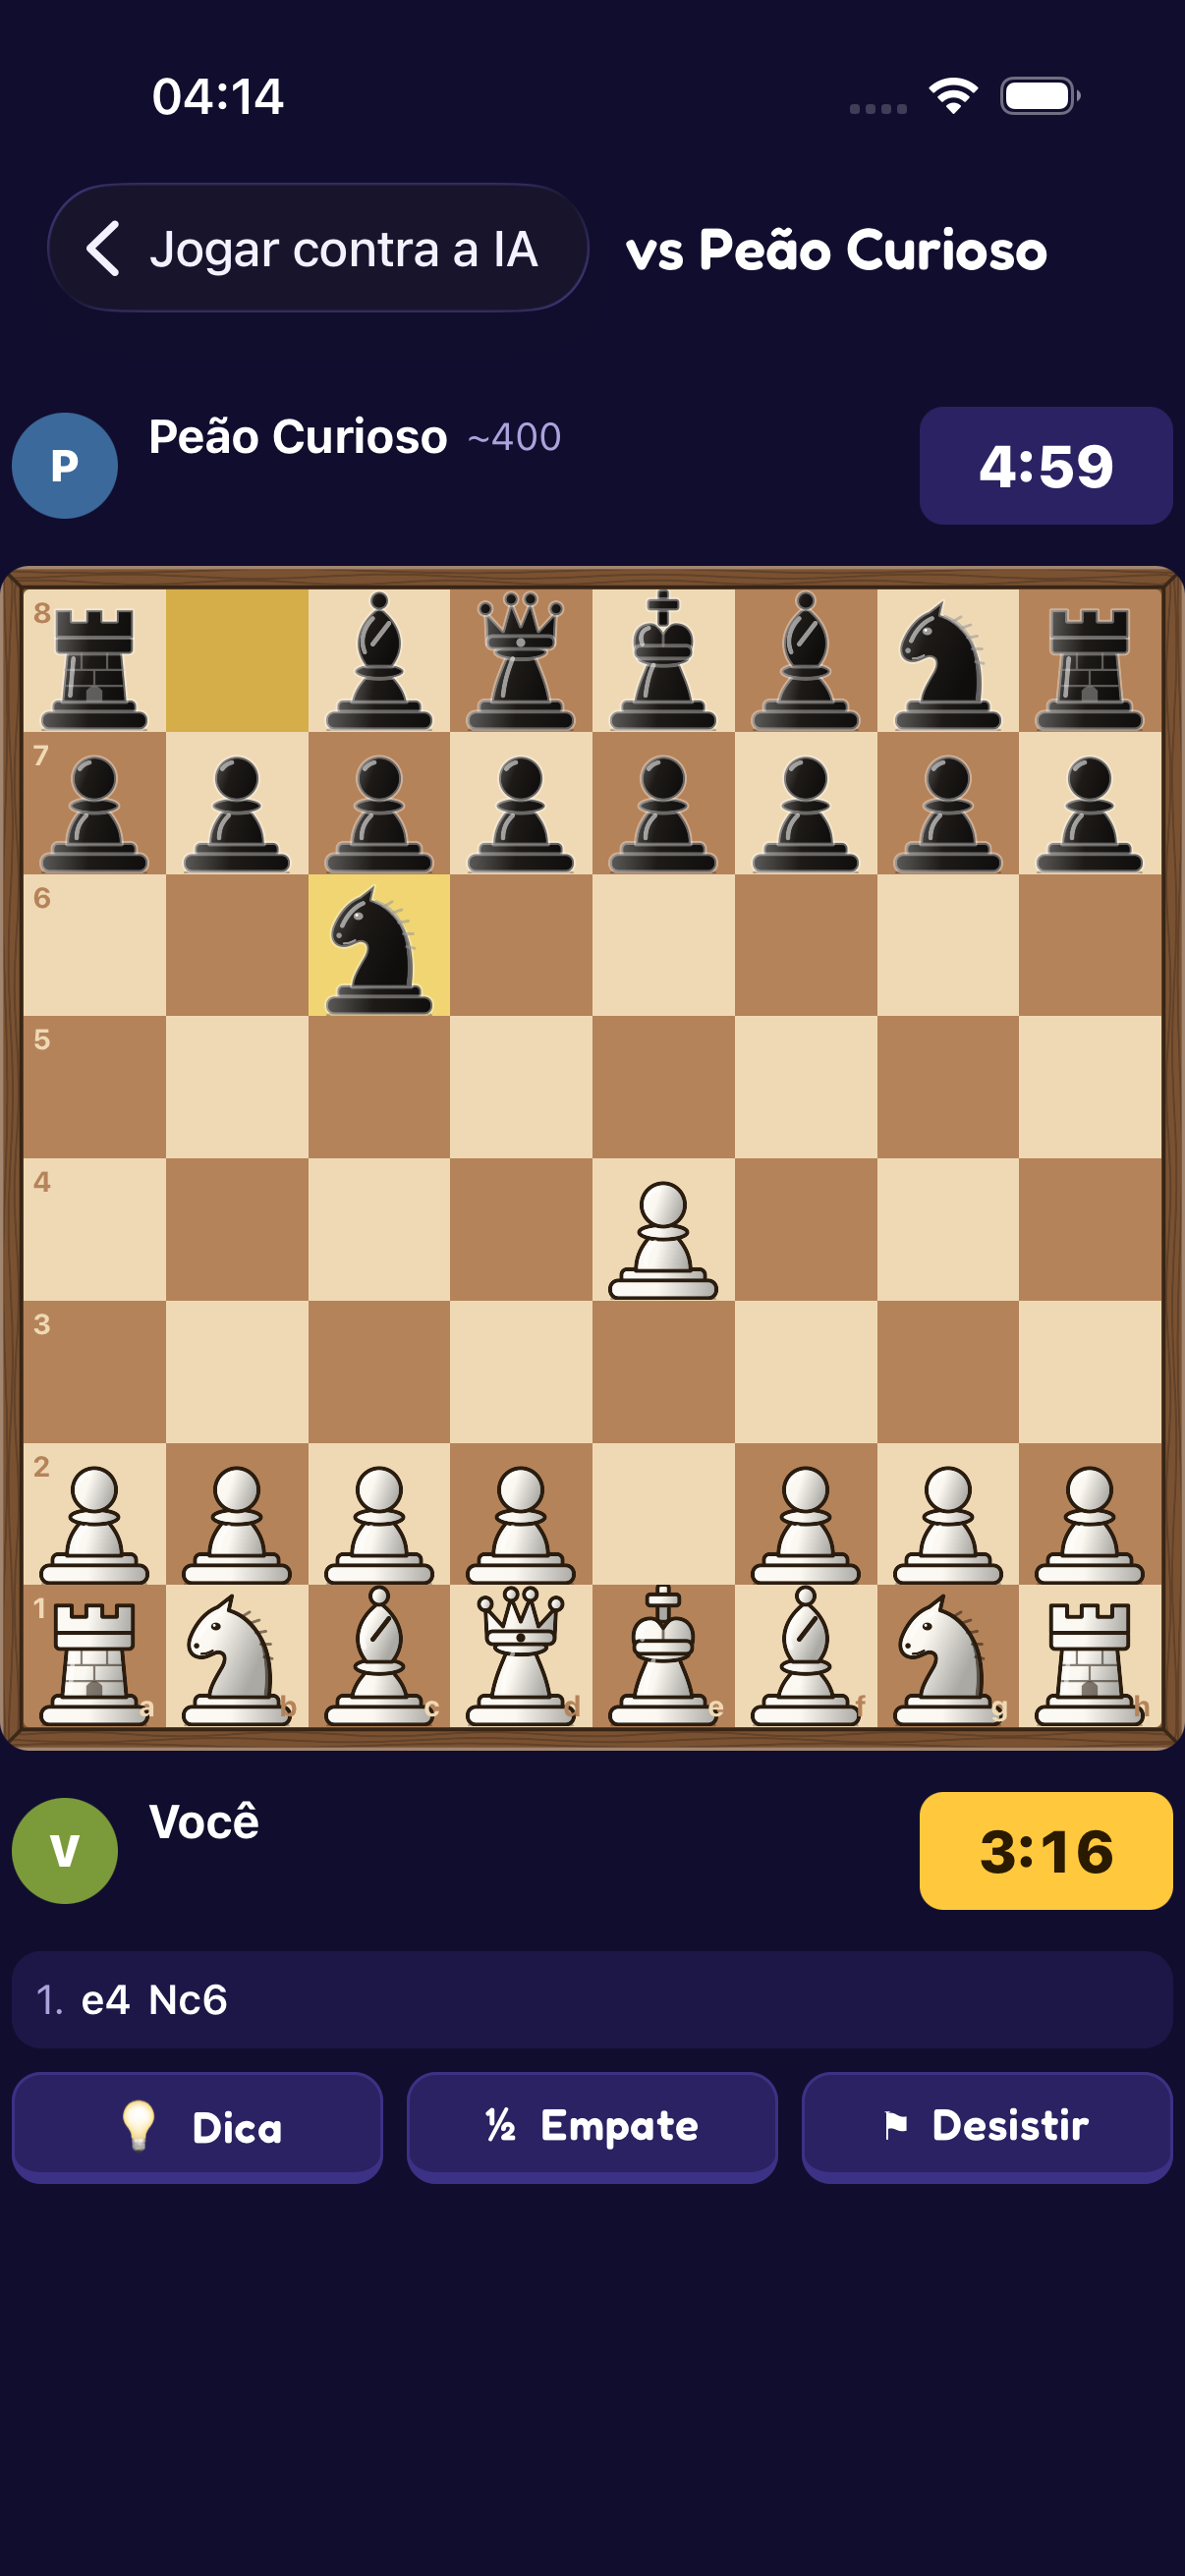 04:14
Jogar contra a IA vs Peão Curioso
P Peão Curioso ~400 4:59
8
7
6
5
4
3
2
1
a b c d e f g h
V Você 3:16
1. e4 Nc6
Dica ½ Empate Desistir